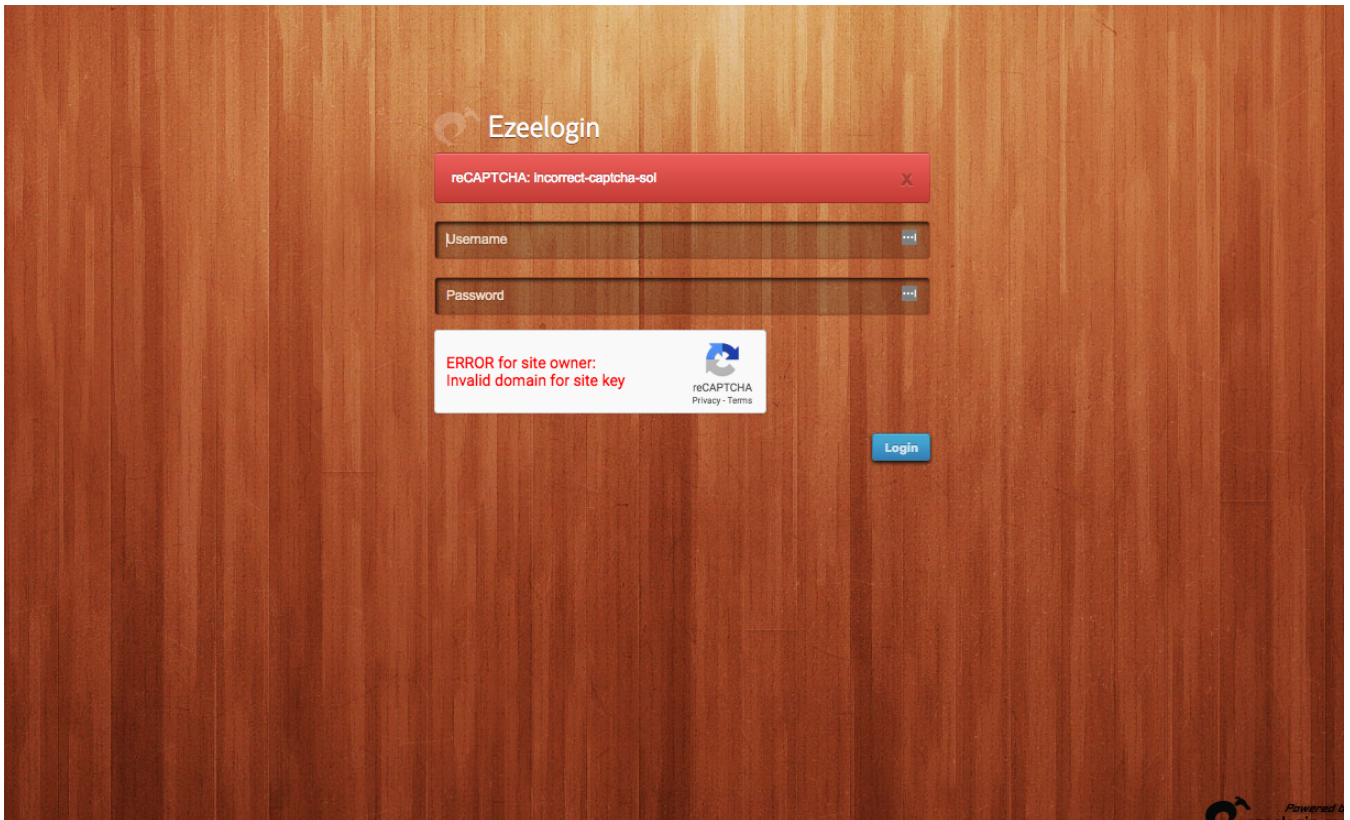 Ezeelogin
reCAPTCHA: incorrect-captcha-sol
x
Username
Password
ERROR for site owner:
Invalid domain for site key
reCAPTCHA
Privacy - Terms
Login
Powered b